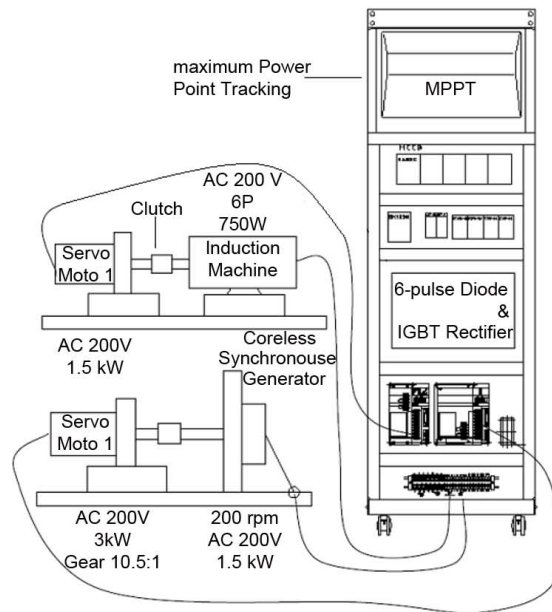 maximum Power
Point Tracking
MPPT
MCCB
AC 200 V
6P
750W
Clutch
Servo
Moto 1
Induction
Machine
6-pulse Diode
&
IGBT Rectifier
AC 200V
1.5 kW
Coreless
Synchronouse
Generator
Servo
Moto 1
AC 200V
3kW
Gear 10.5:1
200 rpm
AC 200V
1.5 kW